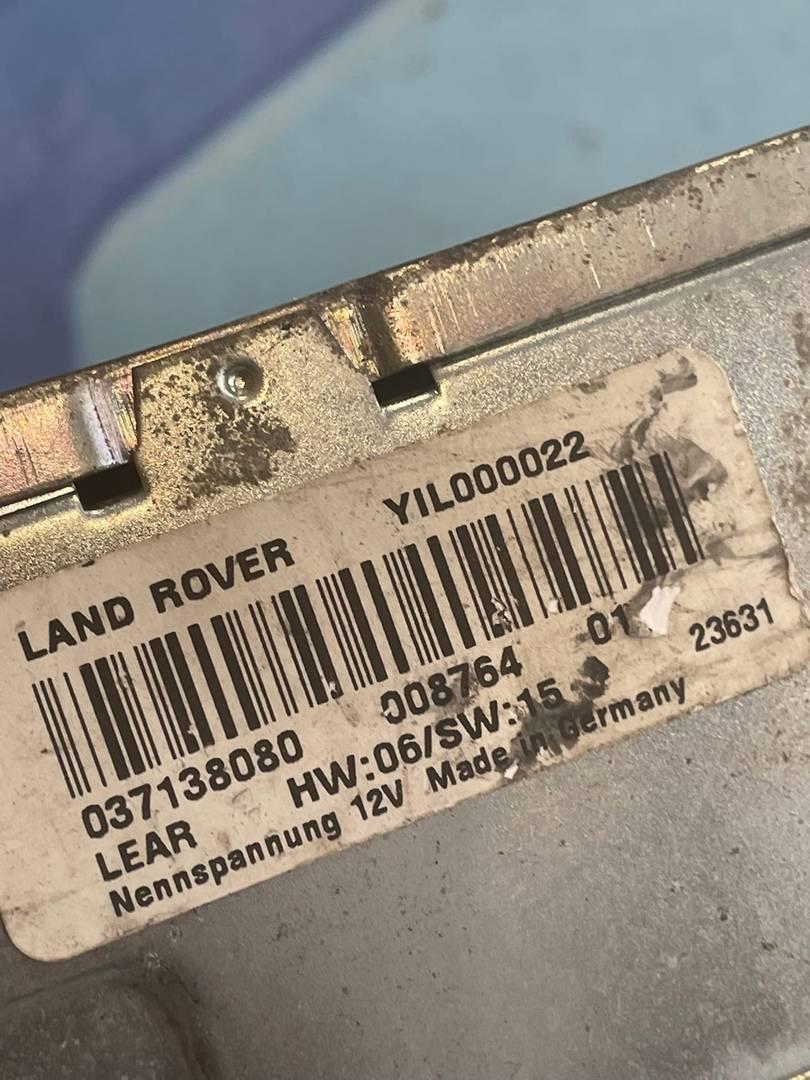 LAND ROVER YIL000022
037138080 008764 01 23631
LEAR HW:06/SW:15
Nennspannung 12V Made in Germany